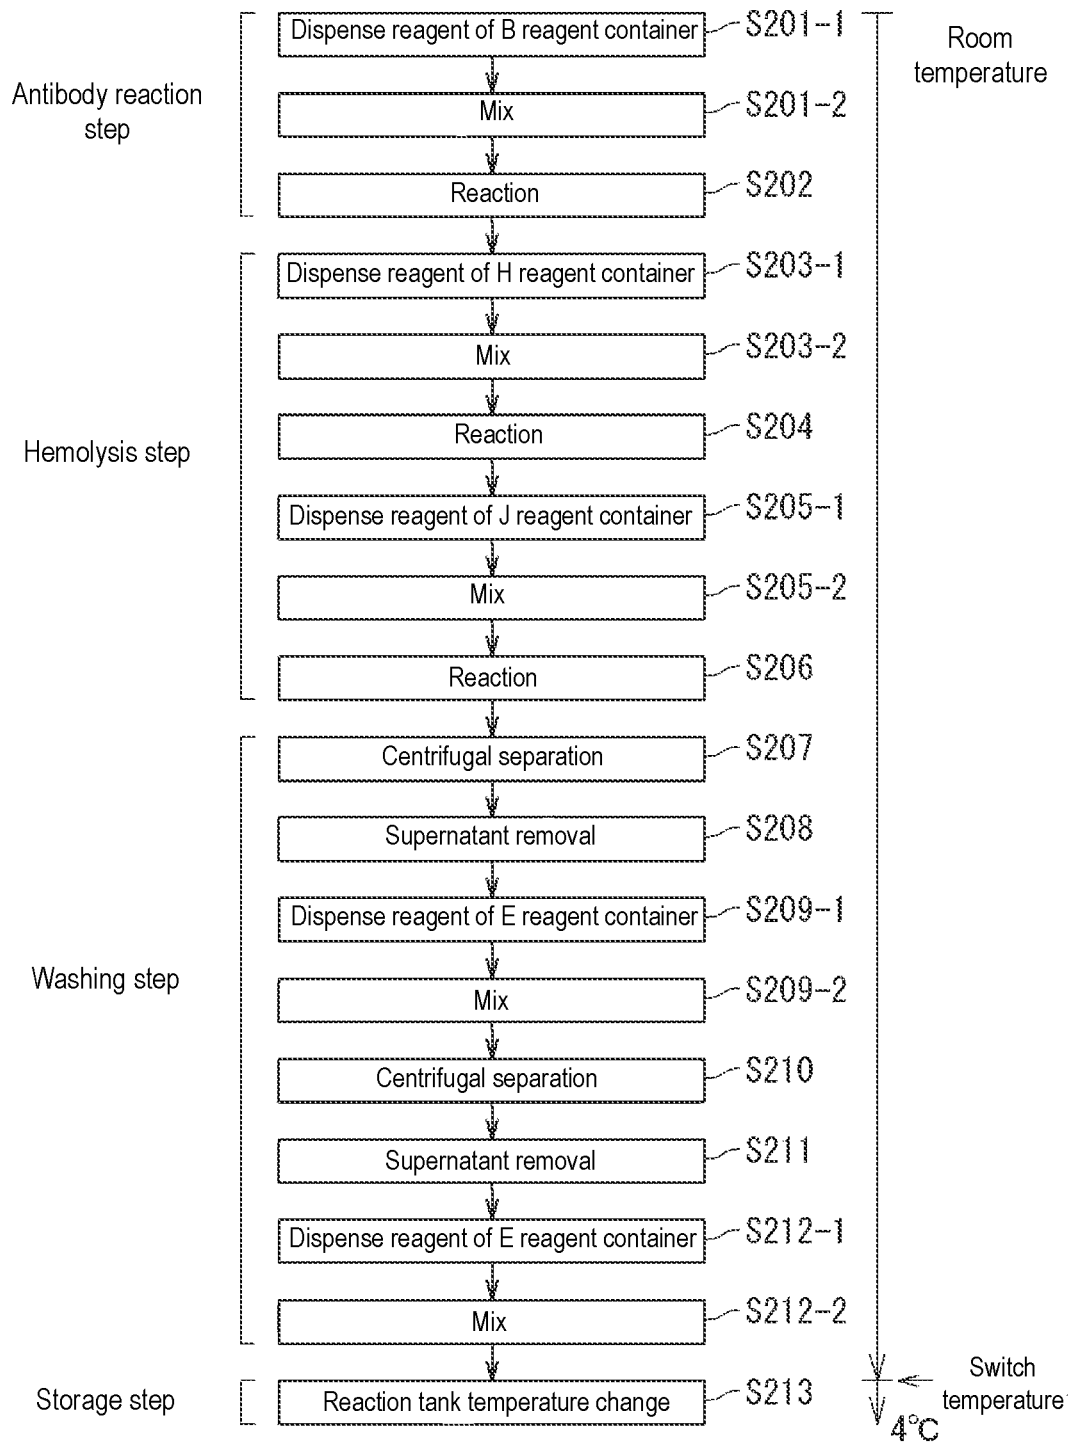 Dispense reagent of B reagent container
S201-1
Room
temperature
Antibody reaction
step
Mix
S201-2
Reaction
S202
Dispense reagent of H reagent container
S203-1
Mix
S203-2
Hemolysis step
Reaction
S204
Dispense reagent of J reagent container
S205-1
Mix
S205-2
Reaction
S206
Centrifugal separation
S207
Supernatant removal
S208
Dispense reagent of E reagent container
S209-1
Washing step
Mix
S209-2
Centrifugal separation
S210
Supernatant removal
S211
Dispense reagent of E reagent container
S212-1
Mix
S212-2
Storage step
Reaction tank temperature change
S213
Switch
temperature
4°C